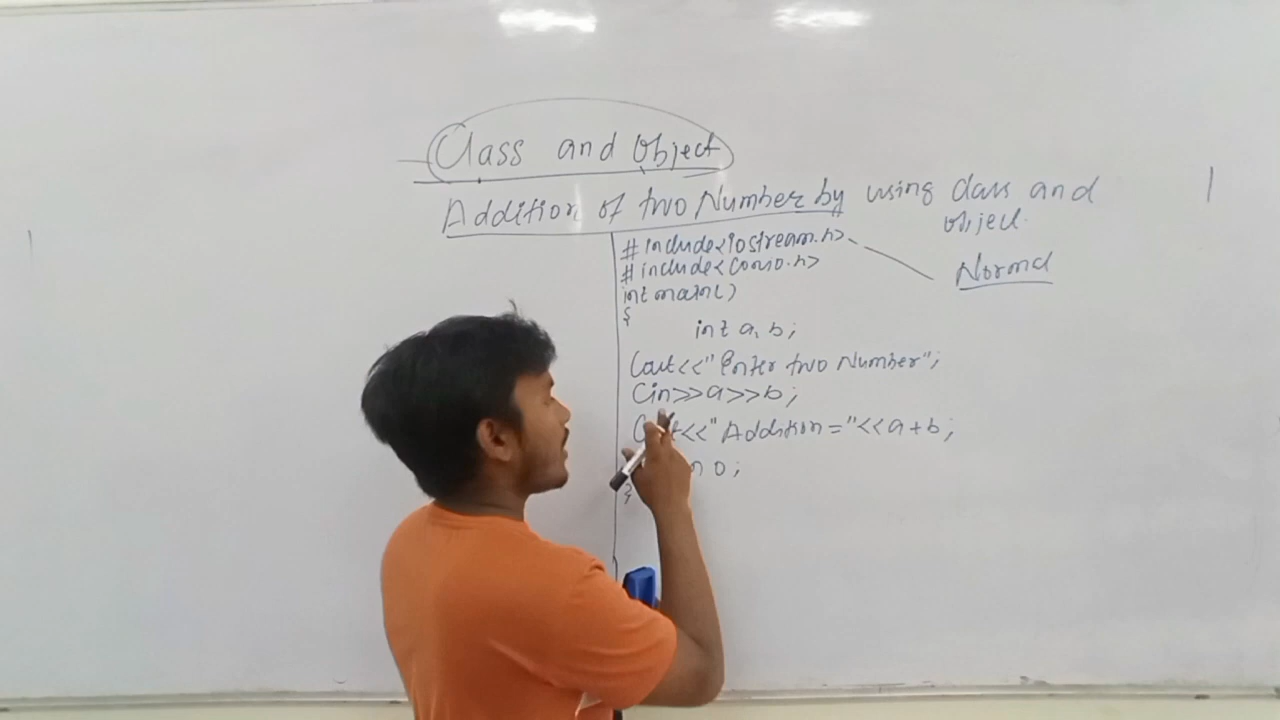 Class and Object
Addition of two Number by using class and
object.
#include<iostream.h>
Normal
#include<conio.h>
int main()
{
int a, b;
Cout<<"Enter two Number";
Cin>>a>>b;
Cout<<"Addition="<<a+b;
0;
}